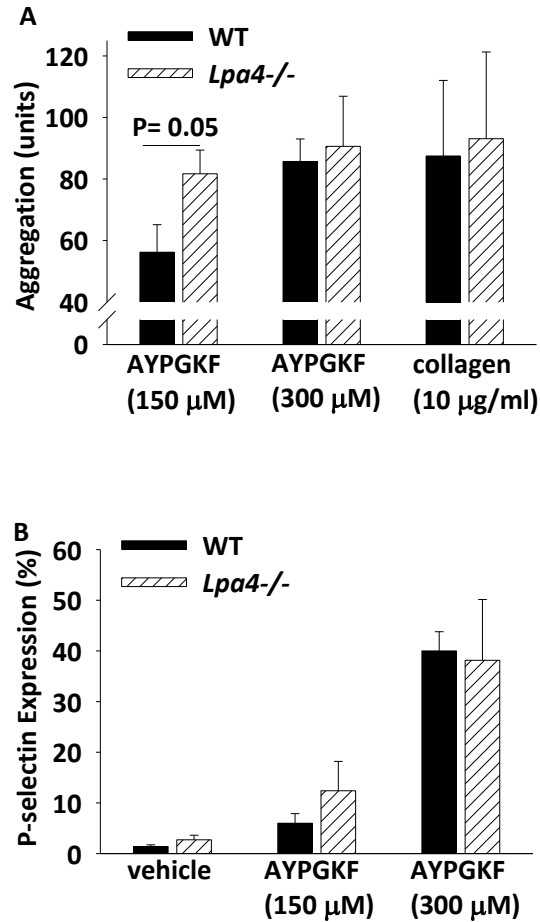 A
WT
Lpa4-/-
Aggregation (units)
120
100
80
60
40
0
P= 0.05
AYPGKF
(150 μM)
AYPGKF
(300 μM)
collagen
(10 μg/ml)
B
WT
Lpa4-/-
P-selectin Expression (%)
60
50
40
30
20
10
0
vehicle
AYPGKF
(150 μM)
AYPGKF
(300 μM)